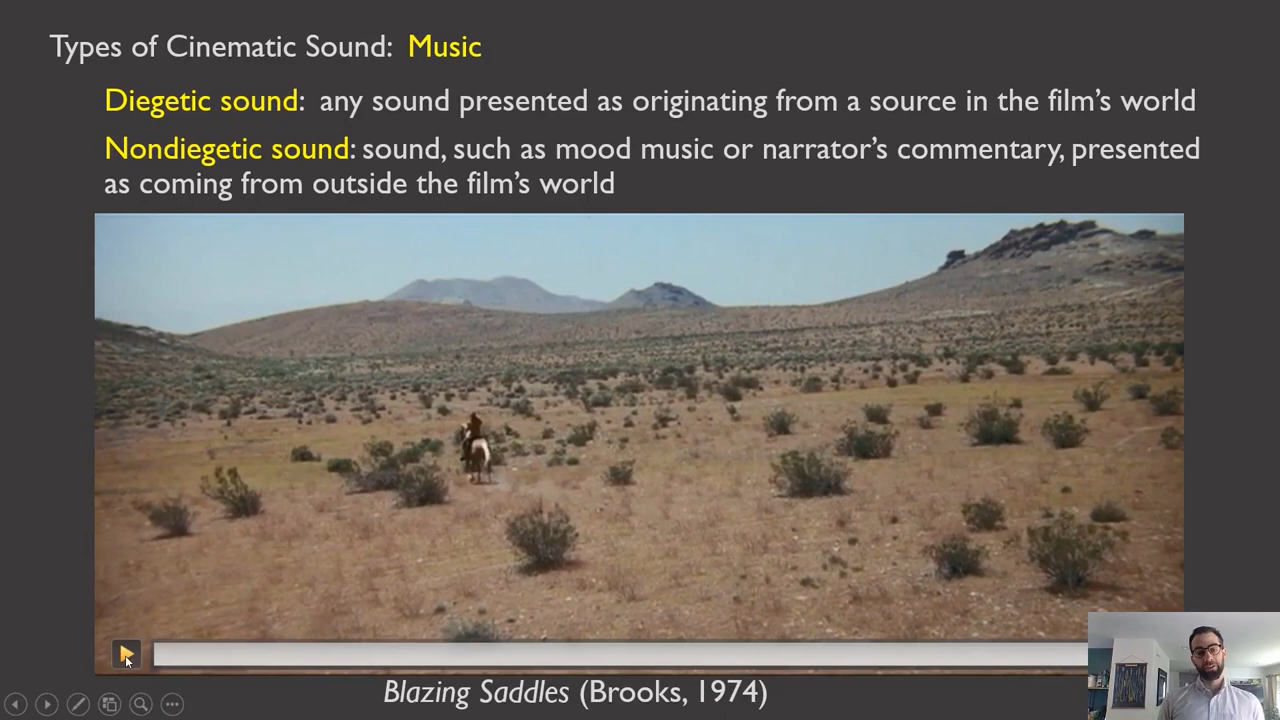 Types of Cinematic Sound: Music
Diegetic sound: any sound presented as originating from a source in the film’s world
Nondiegetic sound: sound, such as mood music or narrator’s commentary, presented
as coming from outside the film’s world
Blazing Saddles (Brooks, 1974)